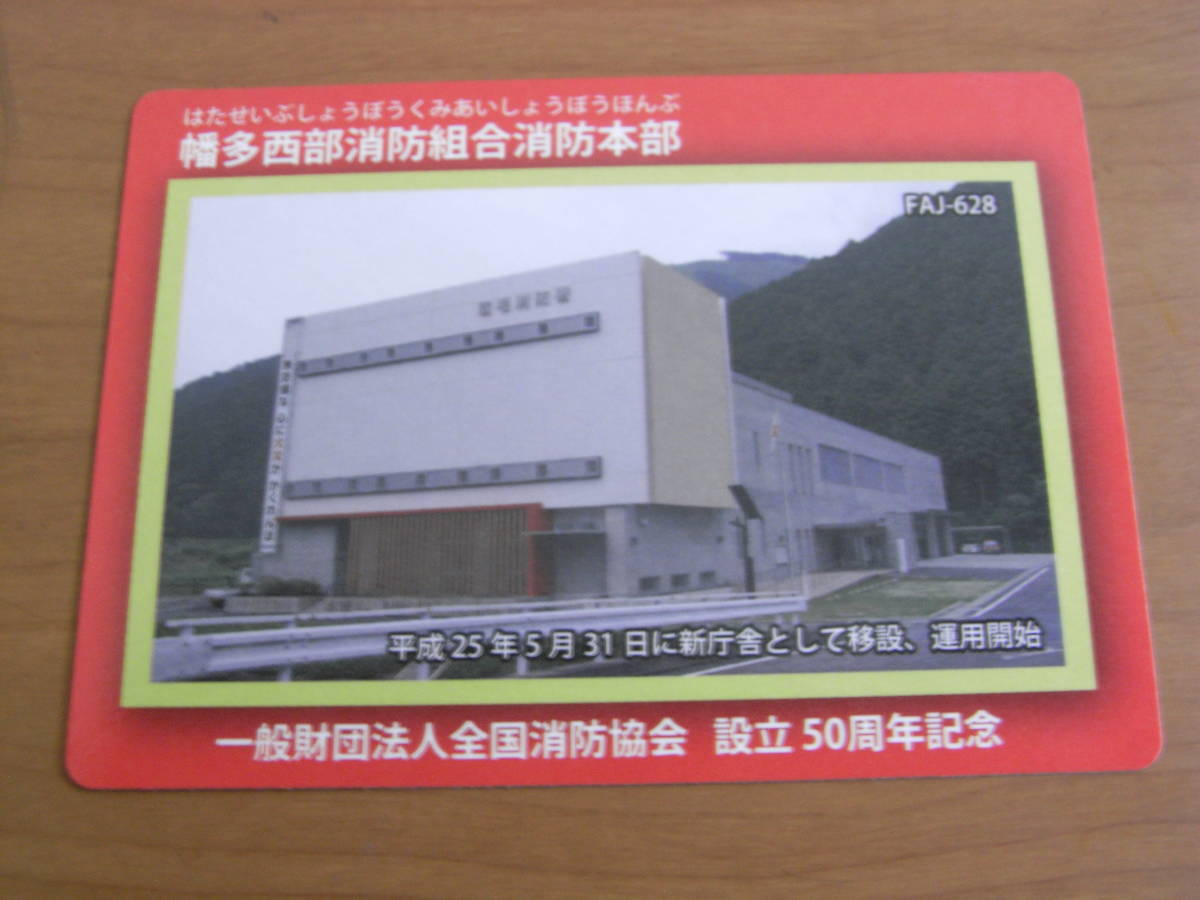 はたせいぶしょうぼうくみあいしょうぼうほんぶ
幡多西部消防組合消防本部
FAJ-628
平成25年5月31日に新庁舎として移設、運用開始
一般財団法人全国消防協会 設立50周年記念